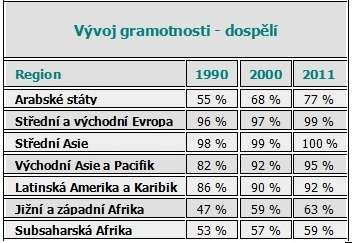 Vývoj gramotnosti - dospělí
Region 1990 2000 2011
Arabské státy 55 % 68 % 77 %
Střední a východní Evropa 96 % 97 % 99 %
Střední Asie 98 % 99 % 100 %
Východní Asie a Pacifik 82 % 92 % 95 %
Latinská Amerika a Karibik 86 % 90 % 92 %
Jižní a západní Afrika 47 % 59 % 63 %
Subsaharská Afrika 53 % 57 % 59 %